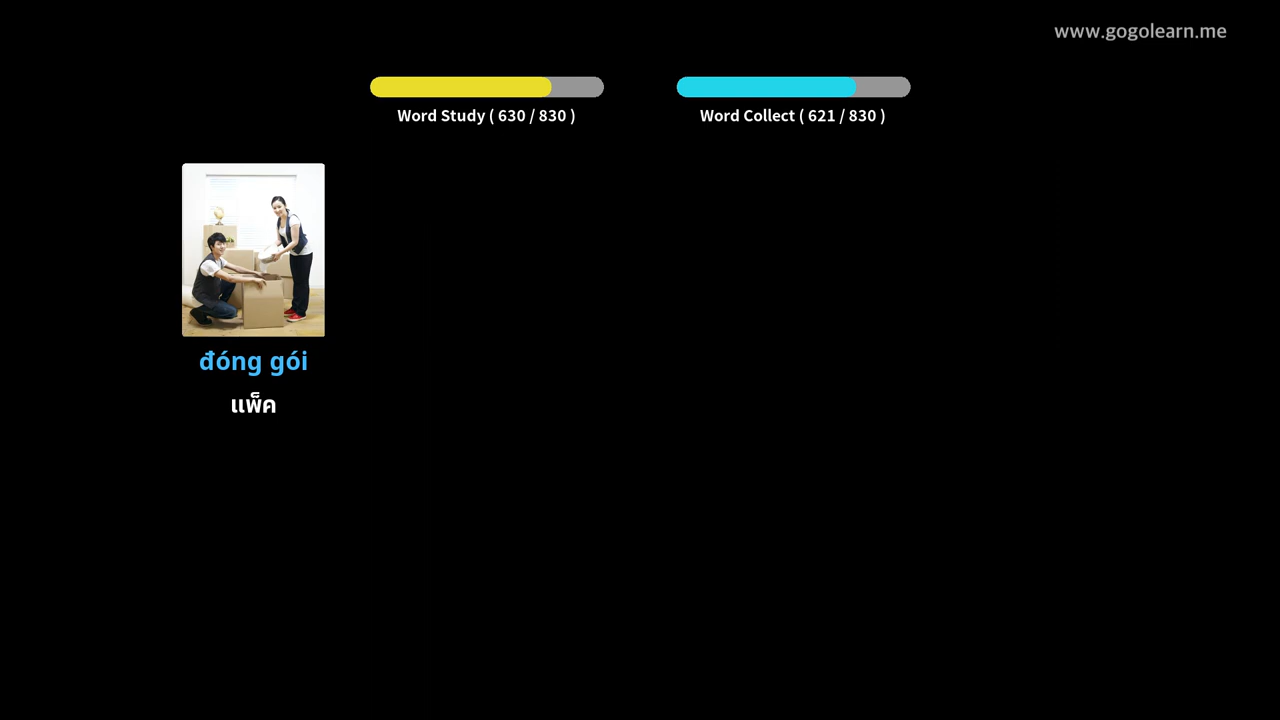 www.gogolearn.me
Word Study ( 630 / 830 )
Word Collect ( 621 / 830 )
đóng gói
แพ็ค